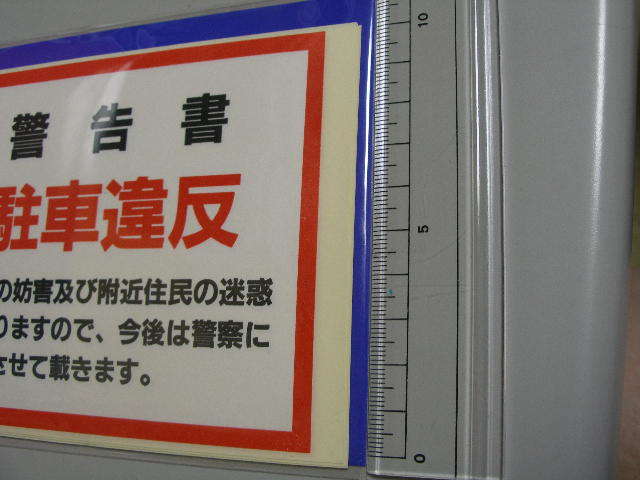 警告書
駐車違反
の妨害及び附近住民の迷惑
りますので、今後は警察に
させて載きます。
10
5
0